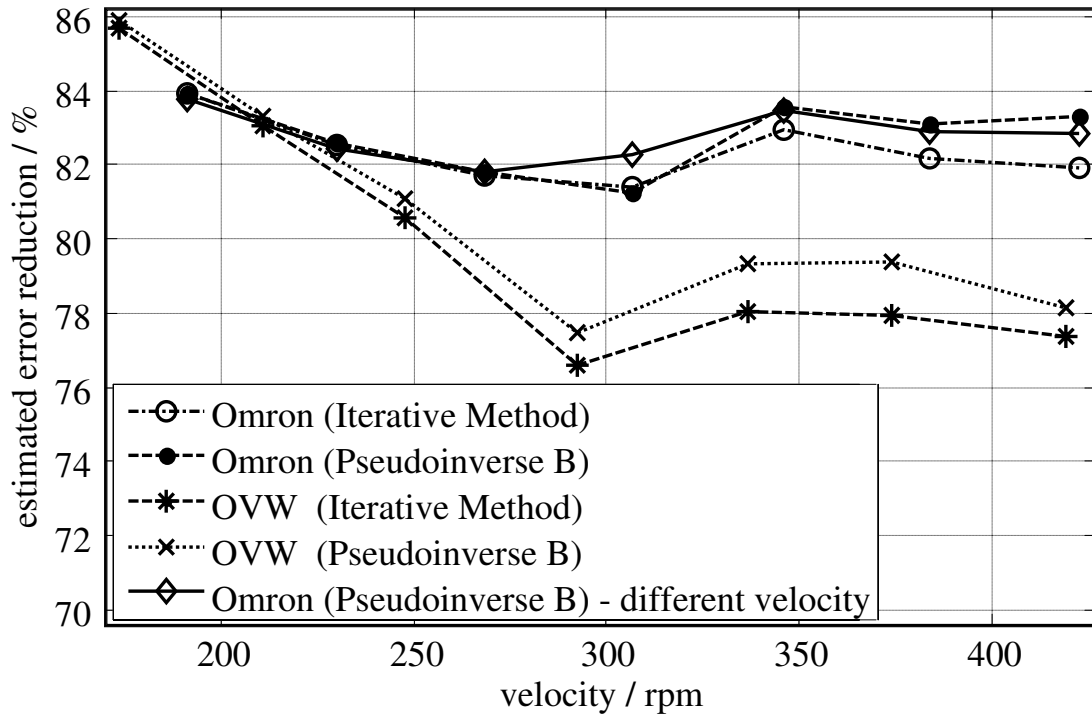 86
84
82
80
78
76
74
72
70
estimated error reduction / %
Omron (Iterative Method)
Omron (Pseudoinverse B)
OVW (Iterative Method)
OVW (Pseudoinverse B)
Omron (Pseudoinverse B) - different velocity
200 250 300 350 400
velocity / rpm